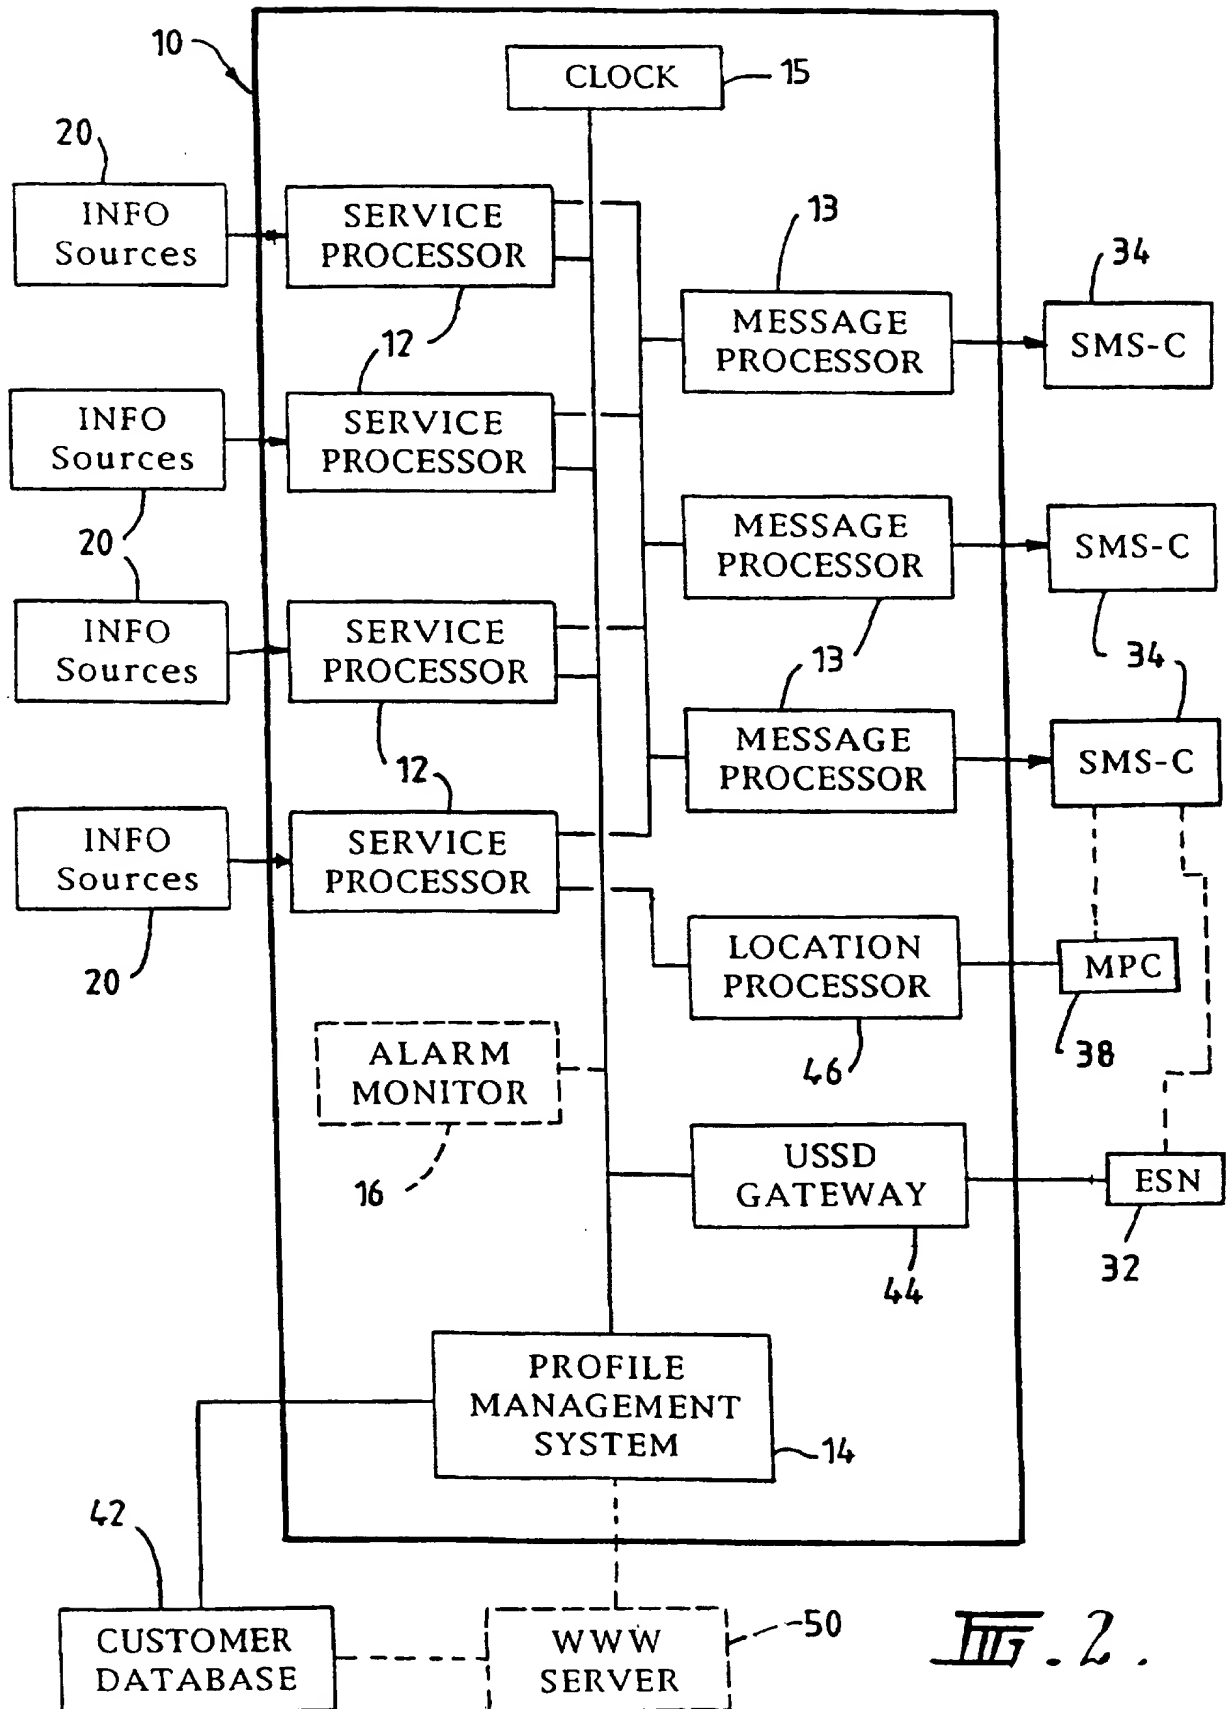 10
CLOCK
15
20
INFO
Sources
SERVICE
PROCESSOR
13
34
MESSAGE
PROCESSOR
SMS-C
12
INFO
Sources
SERVICE
PROCESSOR
20
MESSAGE
PROCESSOR
SMS-C
INFO
Sources
SERVICE
PROCESSOR
13
34
12
MESSAGE
PROCESSOR
SMS-C
INFO
Sources
SERVICE
PROCESSOR
20
LOCATION
PROCESSOR
MPC
46
38
ALARM
MONITOR
16
USSD
GATEWAY
ESN
44
32
PROFILE
MANAGEMENT
SYSTEM
14
42
CUSTOMER
DATABASE
WWW
SERVER
50
FIG. 2.